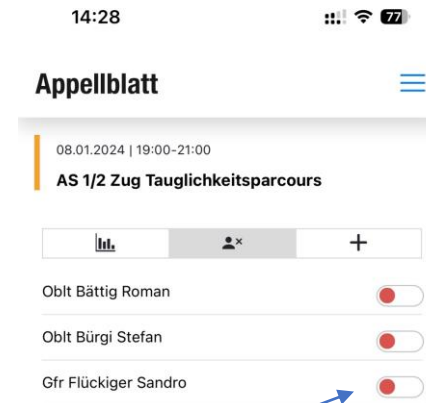 14:28
77
Appellblatt
08.01.2024 | 19:00-21:00
AS 1/2 Zug Tauglichkeitsparcours
Oblt Bättig Roman
Oblt Bürgi Stefan
Gfr Flückiger Sandro